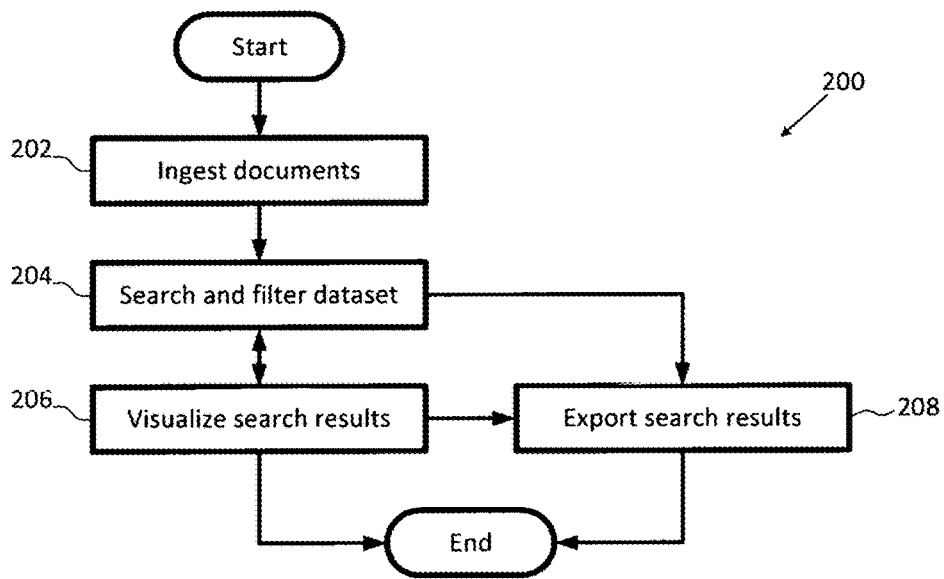 Start
200
202
Ingest documents
204
Search and filter dataset
206
Visualize search results
Export search results
208
End